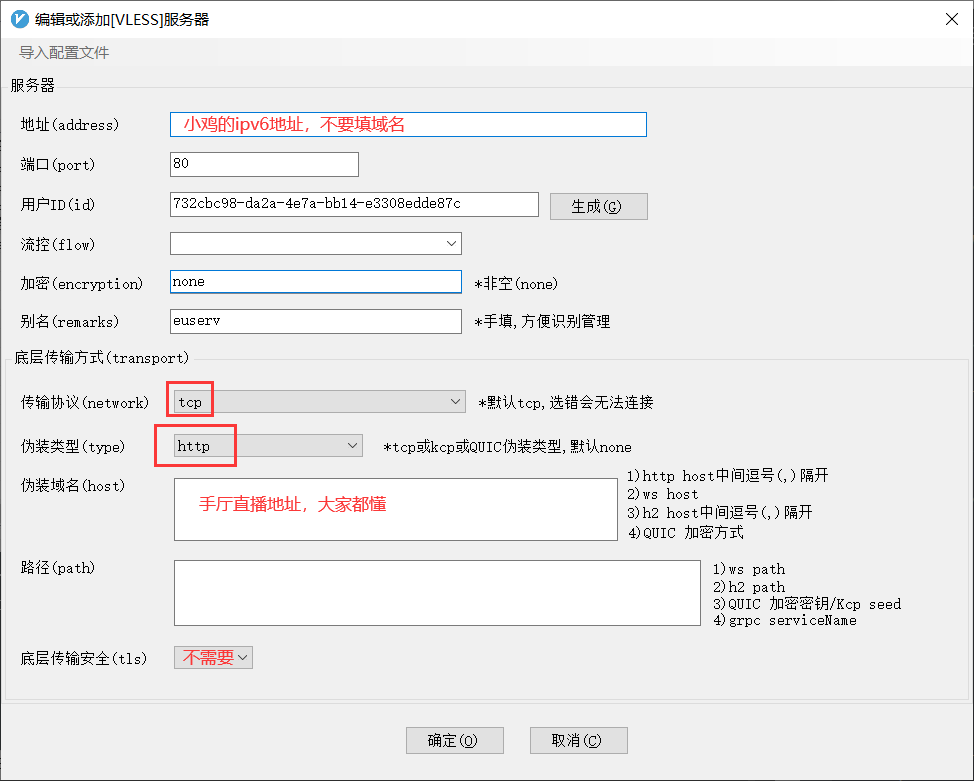 编辑或添加[VLESS]服务器
导入配置文件
服务器
地址(address) 小鸡的ipv6地址，不要填域名
端口(port) 80
用户ID(id) 732cbc98-da2a-4e7a-bb14-e3308edde87c 生成(G)
流控(flow)
加密(encryption) none *非空(none)
别名(remarks) euserv *手填,方便识别管理
底层传输方式(transport)
传输协议(network) tcp *默认tcp,选错会无法连接
伪装类型(type) http *tcp或kcp或QUIC伪装类型,默认none
伪装域名(host) 手厅直播地址，大家都懂
1)http host中间逗号(,)隔开
2)ws host
3)h2 host中间逗号(,)隔开
4)QUIC 加密方式
路径(path)
1)ws path
2)h2 path
3)QUIC 加密密钥/Kcp seed
4)grpc serviceName
底层传输安全(tls) 不需要
确定(O) 取消(C)